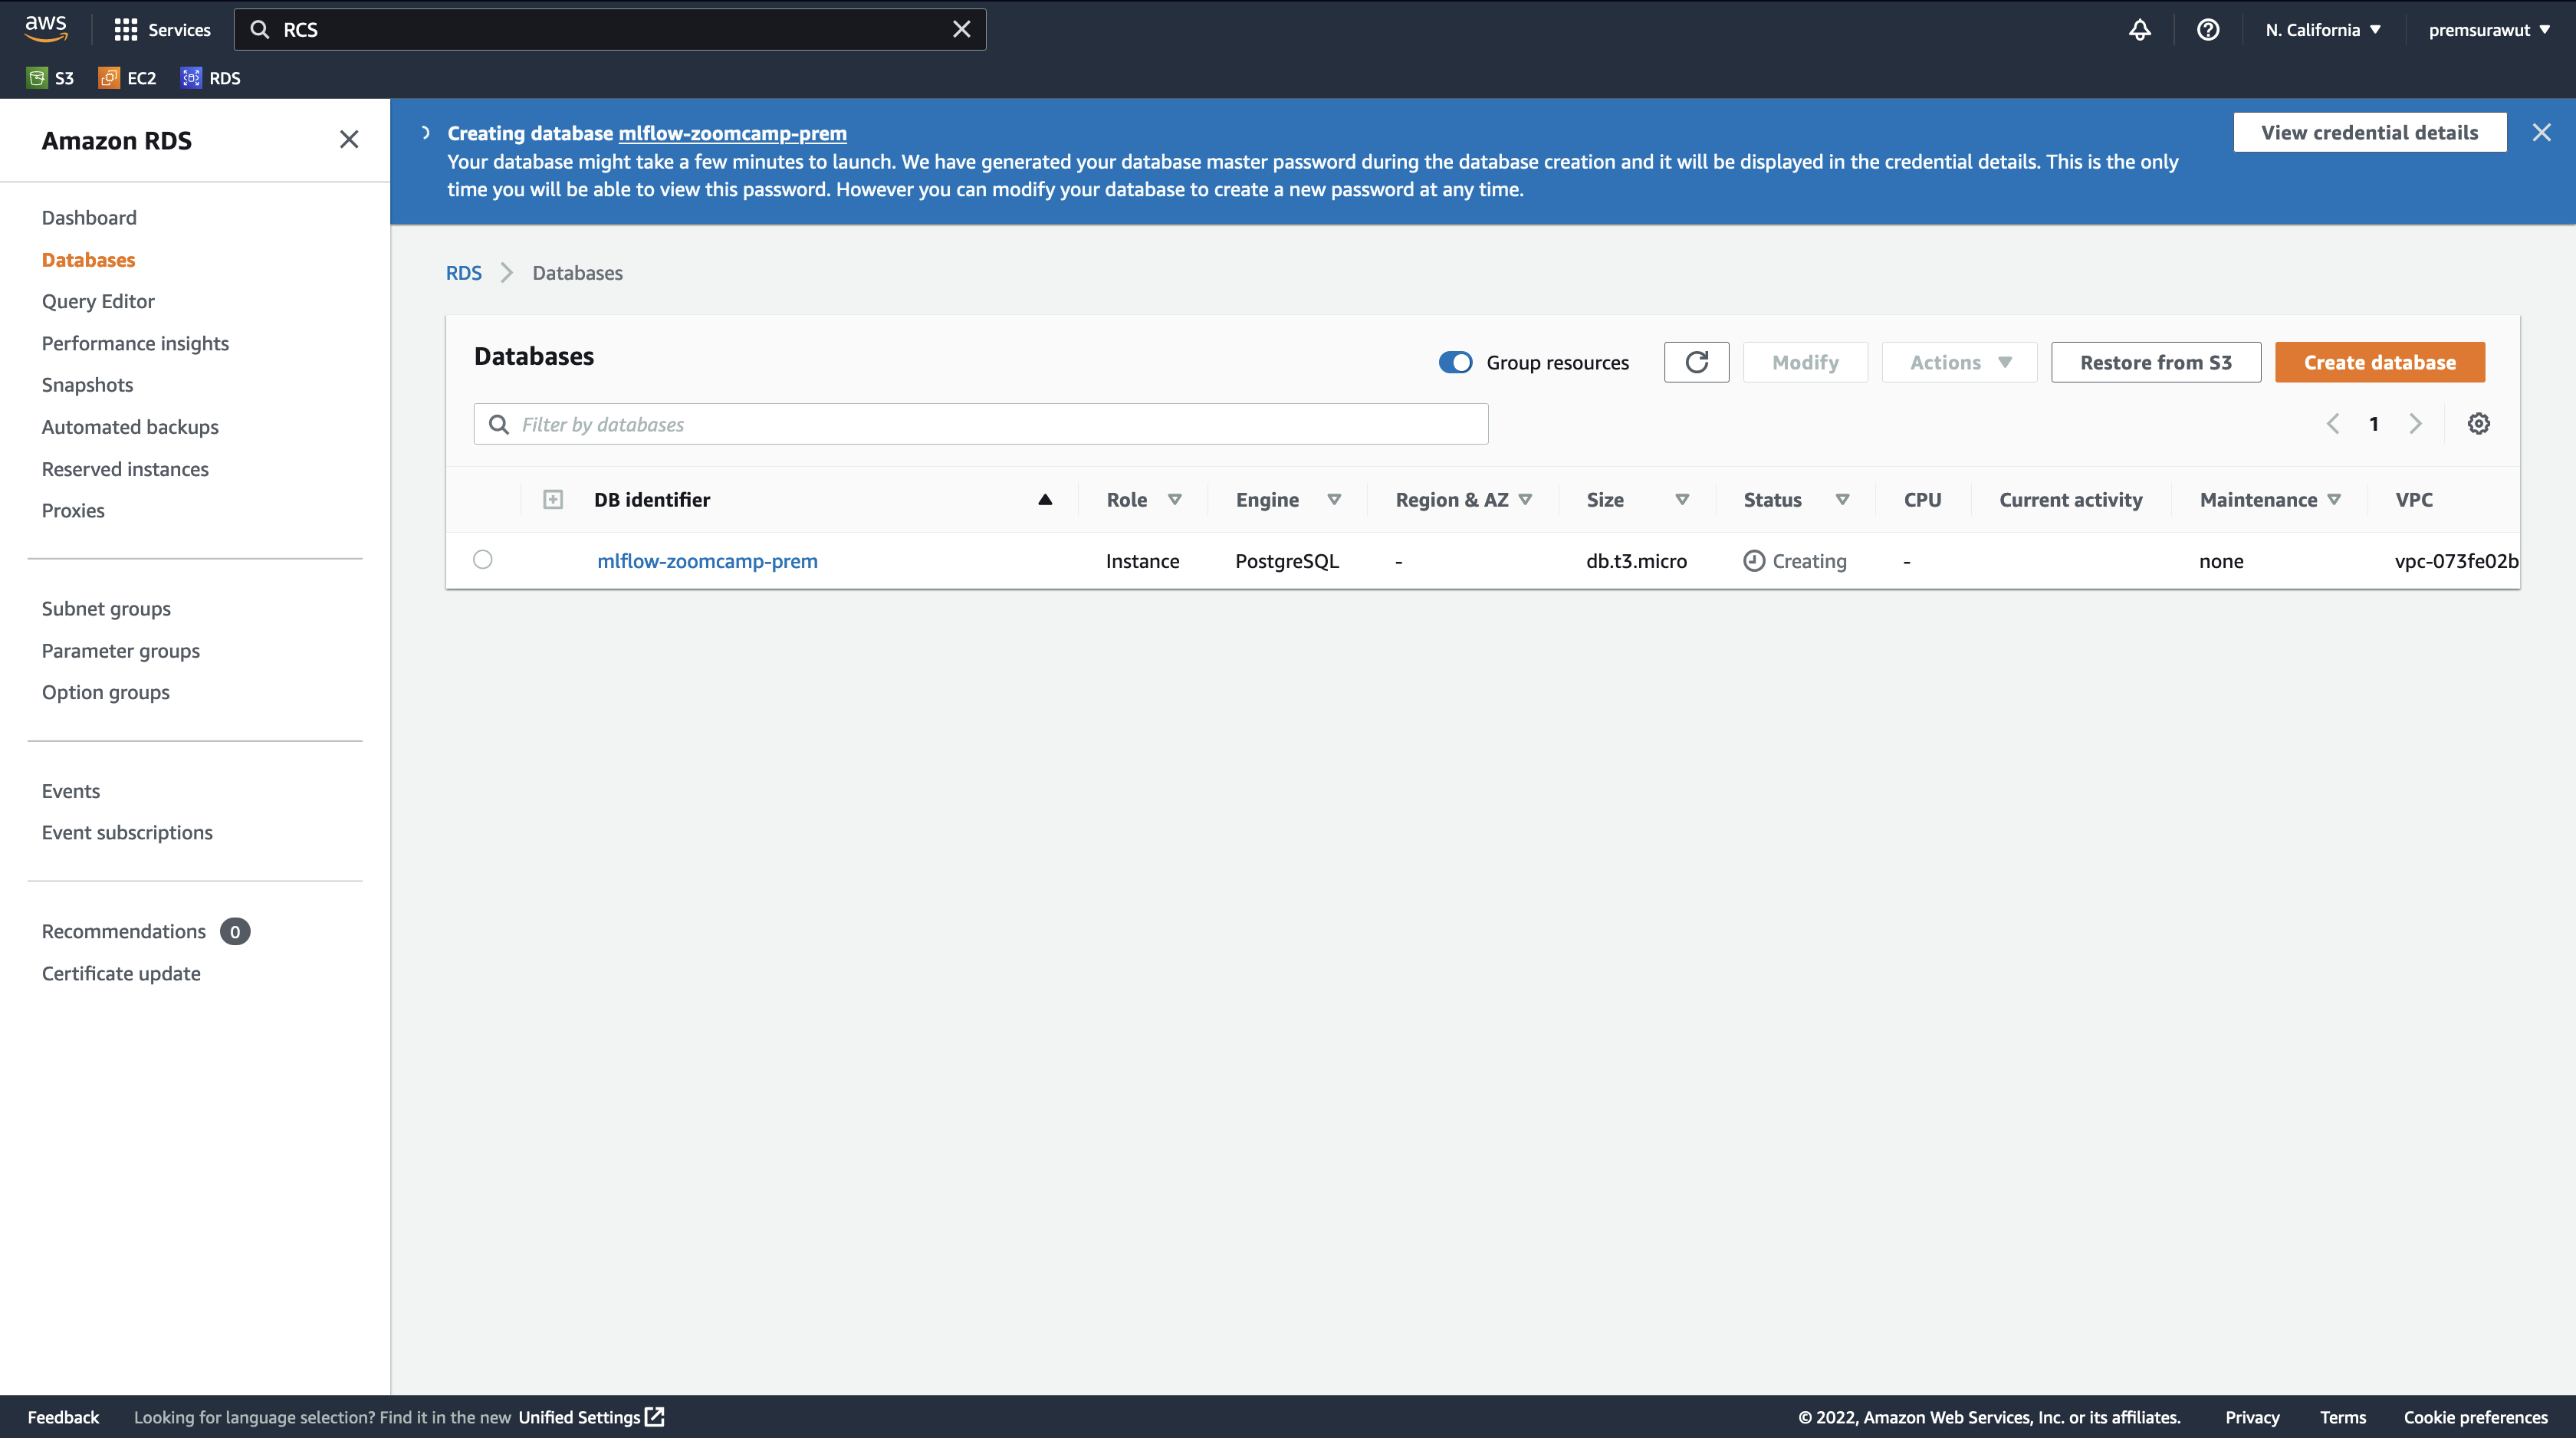 aws
Services
RCS
N. California
premsurawut
S3
EC2
RDS
Amazon RDS
Dashboard
Databases
Query Editor
Performance insights
Snapshots
Automated backups
Reserved instances
Proxies
Subnet groups
Parameter groups
Option groups
Events
Event subscriptions
Recommendations 0
Certificate update
Creating database mlflow-zoomcamp-prem
Your database might take a few minutes to launch. We have generated your database master password during the database creation and it will be displayed in the credential details. This is the only
time you will be able to view this password. However you can modify your database to create a new password at any time.
View credential details
RDS Databases
Databases
Group resources
Modify
Actions
Restore from S3
Create database
Filter by databases
1
DB identifier Role Engine Region & AZ Size Status CPU Current activity Maintenance VPC
mlflow-zoomcamp-prem Instance PostgreSQL - db.t3.micro Creating - none vpc-073fe02b
Feedback
Looking for language selection? Find it in the new Unified Settings
© 2022, Amazon Web Services, Inc. or its affiliates.
Privacy
Terms
Cookie preferences